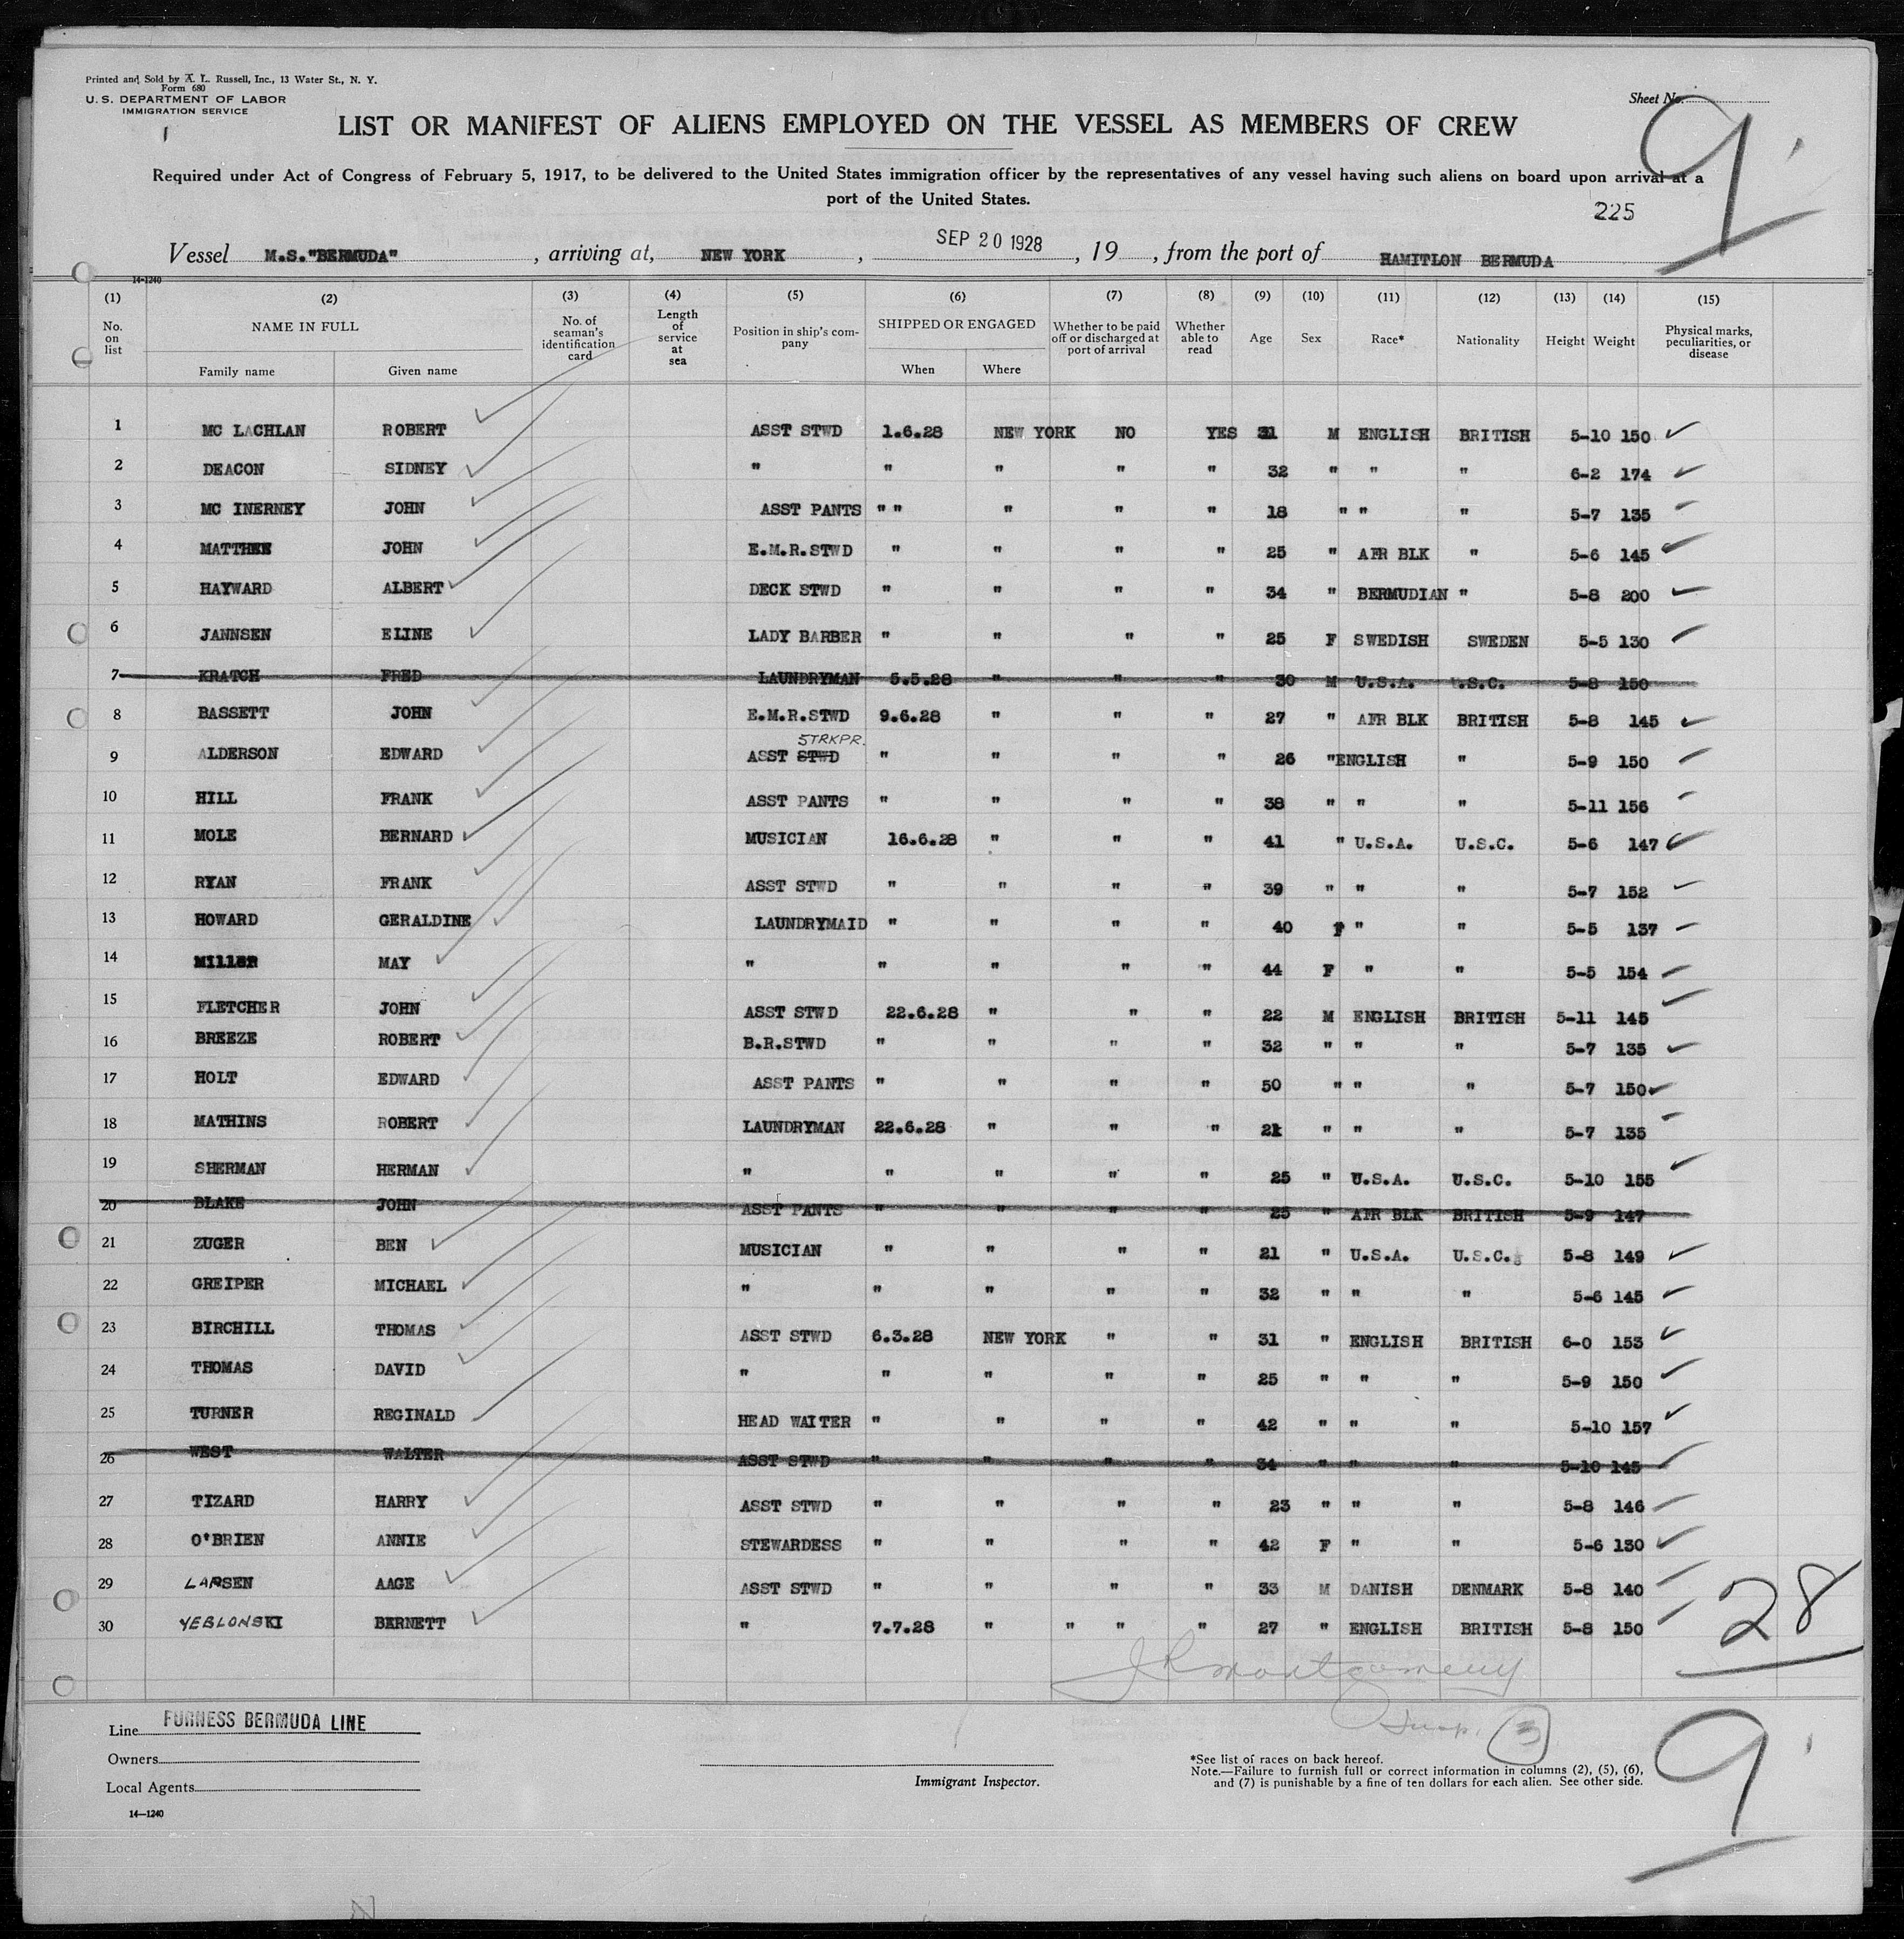 Printed and Sold by A. L. Russell, Inc., 13 Water St., N. Y.
Form 680
U. S. DEPARTMENT OF LABOR
IMMIGRATION SERVICE
Sheet No.
9
LIST OR MANIFEST OF ALIENS EMPLOYED ON THE VESSEL AS MEMBERS OF CREW
Required under Act of Congress of February 5, 1917, to be delivered to the United States immigration officer by the representatives of any vessel having such aliens on board upon arrival at a
port of the United States.
225
Vessel M.S."BERMUDA" , arriving at, NEW YORK , SEP 20 1928 , 19 , from the port of HAMITLON BERMUDA
14-1240
(1) (2) (3) (4) (5) (6) (7) (8) (9) (10) (11) (12) (13) (14) (15)
No. on list NAME IN FULL Family name Given name No. of seaman's identification card Length of service at sea Position in ship's company SHIPPED OR ENGAGED When Where Whether to be paid off or discharged at port of arrival Whether able to read Age Sex Race* Nationality Height Weight Physical marks, peculiarities, or disease
1 MC LACHLAN ROBERT ASST STWD 1.6.28 NEW YORK NO YES 31 M ENGLISH BRITISH 5-10 150
2 DEACON SIDNEY " " " " " 32 " " " 6-2 174
3 MC INERNEY JOHN ASST PANTS " " " " " 18 " " " 5-7 135
4 MATTHEE JOHN E.M.R.STWD " " " " 25 " AFR BLK " 5-6 145
5 HAYWARD ALBERT DECK STWD " " " " 34 " BERMUDIAN " 5-8 200
6 JANNSEN ELINE LADY BARBER " " " " 25 F SWEDISH SWEDEN 5-5 130
7 KRATCH FRED LAUNDRYMAN 5.5.28 " " " 30 M U.S.A. U.S.C. 5-8 150
8 BASSETT JOHN E.M.R.STWD 9.6.28 " " " 27 " AFR BLK BRITISH 5-8 145
STRKPR.
9 ALDERSON EDWARD ASST STWD " " " " 26 " ENGLISH " 5-9 150
10 HILL FRANK ASST PANTS " " " " 38 " " " 5-11 156
11 MOLE BERNARD MUSICIAN 16.6.28 " " " 41 " U.S.A. U.S.C. 5-6 147
12 RYAN FRANK ASST STWD " " " " 39 " " " 5-7 152
13 HOWARD GERALDINE LAUNDRYMAID " " " " 40 F " " 5-5 137
14 MILLER MAY " " " " " 44 F " " 5-5 154
15 FLETCHER JOHN ASST STWD 22.6.28 " " " 22 M ENGLISH BRITISH 5-11 145
16 BREEZE ROBERT B.R.STWD " " " " 32 " " " 5-7 135
17 HOLT EDWARD ASST PANTS " " " " 50 " " " 5-7 150
18 MATHINS ROBERT LAUNDRYMAN 22.6.28 " " " 21 " " " 5-7 135
19 SHERMAN HERMAN " " " " " 25 " U.S.A. U.S.C. 5-10 155
20 BLAKE JOHN ASST PANTS " " " " 25 " AFR BLK BRITISH 5-9 147
21 ZUGER BEN MUSICIAN " " " " 21 " U.S.A. U.S.C. 5-8 149
22 GREIPER MICHAEL " " " " " 32 " " " 5-6 145
23 BIRCHILL THOMAS ASST STWD 6.3.28 NEW YORK " " 31 " ENGLISH BRITISH 6-0 153
24 THOMAS DAVID " " " " " 25 " " " 5-9 150
25 TURNER REGINALD HEAD WAITER " " " " 42 " " " 5-10 157
26 WEST WALTER ASST STWD " " " " 34 " " " 5-10 145
27 TIZARD HARRY ASST STWD " " " " 23 " " " 5-8 146
28 O'BRIEN ANNIE STEWARDESS " " " " 42 F " " 5-6 130
29 LARSEN AAGE ASST STWD " " " " 33 M DANISH DENMARK 5-8 140
30 YEBLONSKI BERNETT " 7.7.28 " " " " 27 " ENGLISH BRITISH 5-8 150
28
JR Montgomery
Insp. 3
Line FURNESS BERMUDA LINE
Owners
Local Agents
14-1240
Immigrant Inspector.
*See list of races on back hereof.
Note.—Failure to furnish full or correct information in columns (2), (5), (6),
and (7) is punishable by a fine of ten dollars for each alien. See other side.
9